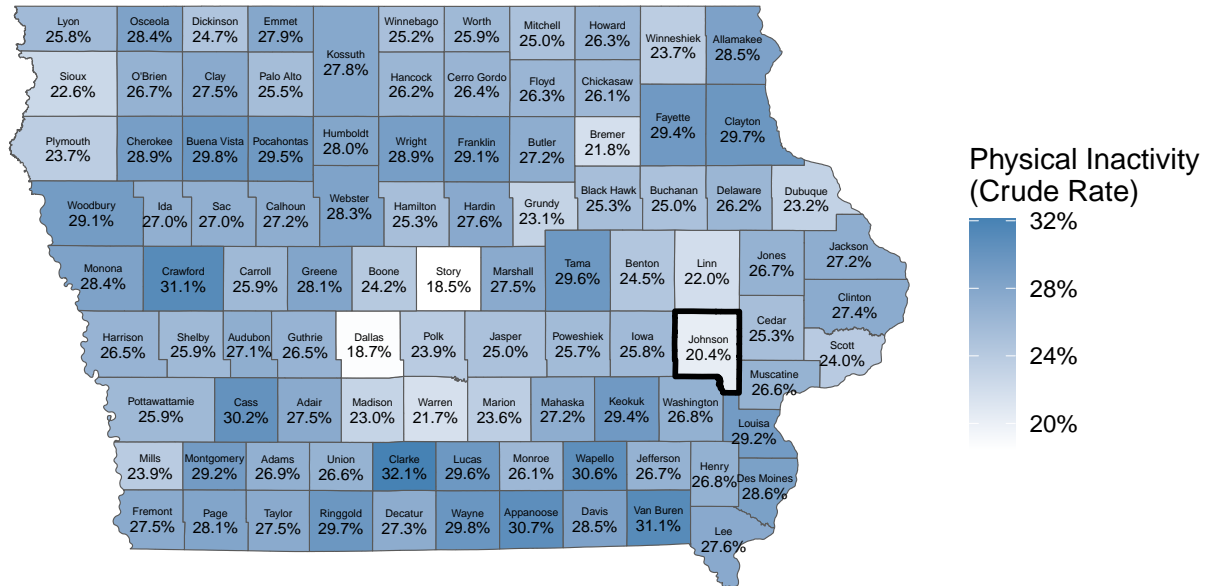 Lyon
25.8%
Osceola
28.4%
Dickinson
24.7%
Emmet
27.9%
Kossuth
27.8%
Winnebago
25.2%
Worth
25.9%
Mitchell
25.0%
Howard
26.3%
Winneshiek
23.7%
Allamakee
28.5%
Sioux
22.6%
O'Brien
26.7%
Clay
27.5%
Palo Alto
25.5%
Hancock
26.2%
Cerro Gordo
26.4%
Floyd
26.3%
Chickasaw
26.1%
Fayette
29.4%
Clayton
29.7%
Plymouth
23.7%
Cherokee
28.9%
Buena Vista
29.8%
Pocahontas
29.5%
Humboldt
28.0%
Wright
28.9%
Franklin
29.1%
Butler
27.2%
Bremer
21.8%
Woodbury
29.1%
Ida
27.0%
Sac
27.0%
Calhoun
27.2%
Webster
28.3%
Hamilton
25.3%
Hardin
27.6%
Grundy
23.1%
Black Hawk
25.3%
Buchanan
25.0%
Delaware
26.2%
Dubuque
23.2%
Monona
28.4%
Crawford
31.1%
Carroll
25.9%
Greene
28.1%
Boone
24.2%
Story
18.5%
Marshall
27.5%
Tama
29.6%
Benton
24.5%
Linn
22.0%
Jones
26.7%
Jackson
27.2%
Clinton
27.4%
Harrison
26.5%
Shelby
25.9%
Audubon
27.1%
Guthrie
26.5%
Dallas
18.7%
Polk
23.9%
Jasper
25.0%
Poweshiek
25.7%
Iowa
25.8%
Johnson
20.4%
Cedar
25.3%
Scott
24.0%
Muscatine
26.6%
Pottawattamie
25.9%
Cass
30.2%
Adair
27.5%
Madison
23.0%
Warren
21.7%
Marion
23.6%
Mahaska
27.2%
Keokuk
29.4%
Washington
26.8%
Louisa
29.2%
Mills
23.9%
Montgomery
29.2%
Adams
26.9%
Union
26.6%
Clarke
32.1%
Lucas
29.6%
Monroe
26.1%
Wapello
30.6%
Jefferson
26.7%
Henry
26.8%
Des Moines
28.6%
Fremont
27.5%
Page
28.1%
Taylor
27.5%
Ringgold
29.7%
Decatur
27.3%
Wayne
29.8%
Appanoose
30.7%
Davis
28.5%
Van Buren
31.1%
Lee
27.6%
Physical Inactivity
(Crude Rate)
32%
28%
24%
20%